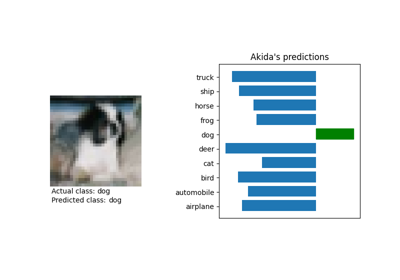 Akida's predictions
truck
ship
horse
frog
dog
deer
cat
bird
automobile
airplane
Actual class: dog
Predicted class: dog